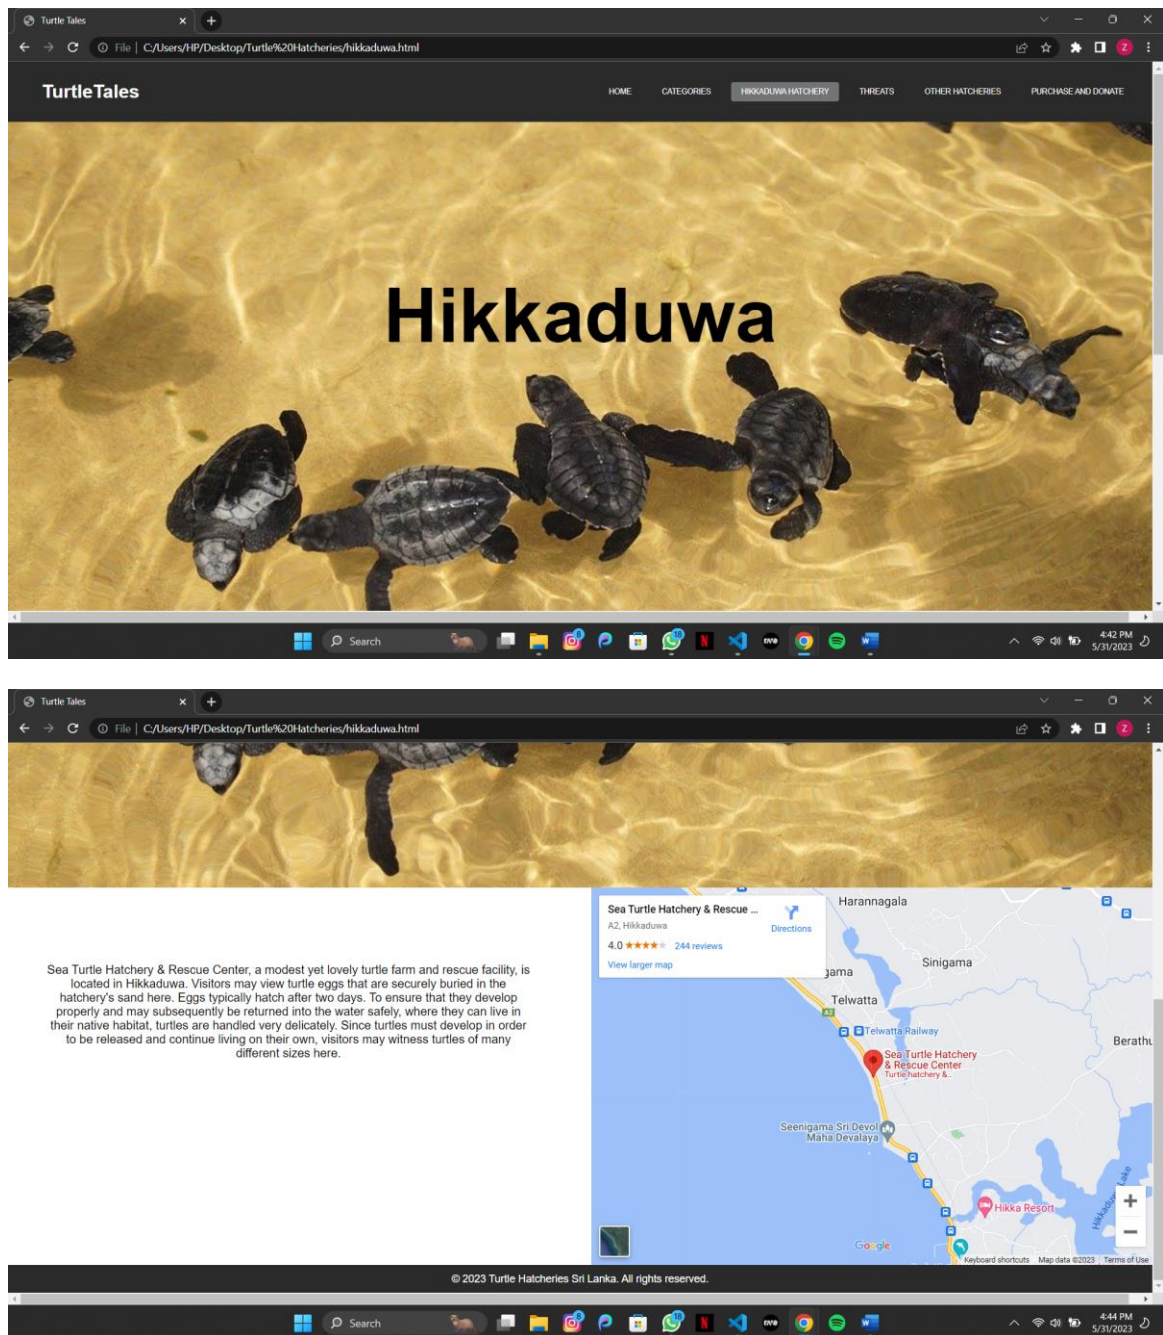 Turtle Tales
File | C:/Users/HP/Desktop/Turtle%20Hatcheries/hikkaduwa.html
Z
TurtleTales
HOME CATEGORIES HIKKADUWA HATCHERY THREATS OTHER HATCHERIES PURCHASE AND DONATE
Hikkaduwa
Search
8
18
N
W
4:42 PM
5/31/2023
Turtle Tales
File | C:/Users/HP/Desktop/Turtle%20Hatcheries/hikkaduwa.html
Z
Sea Turtle Hatchery & Rescue Center, a modest yet lovely turtle farm and rescue facility, is
located in Hikkaduwa. Visitors may view turtle eggs that are securely buried in the
hatchery's sand here. Eggs typically hatch after two days. To ensure that they develop
properly and may subsequently be returned into the water safely, where they can live in
their native habitat, turtles are handled very delicately. Since turtles must develop in order
to be released and continue living on their own, visitors may witness turtles of many
different sizes here.
Sea Turtle Hatchery & Rescue ...
A2, Hikkaduwa
4.0 244 reviews
View larger map
Directions
Harannagala
gama
Sinigama
Telwatta
A2
Telwatta Railway
Berathu
Sea Turtle Hatchery
& Rescue Center
Turtle hatchery &..
Seenigama Sri Devol
Maha Devalaya
Hikka Resort
Lake
Google
Keyboard shortcuts Map data ©2023 Terms of Use
© 2023 Turtle Hatcheries Sri Lanka. All rights reserved.
Search
8
18
N
W
4:44 PM
5/31/2023